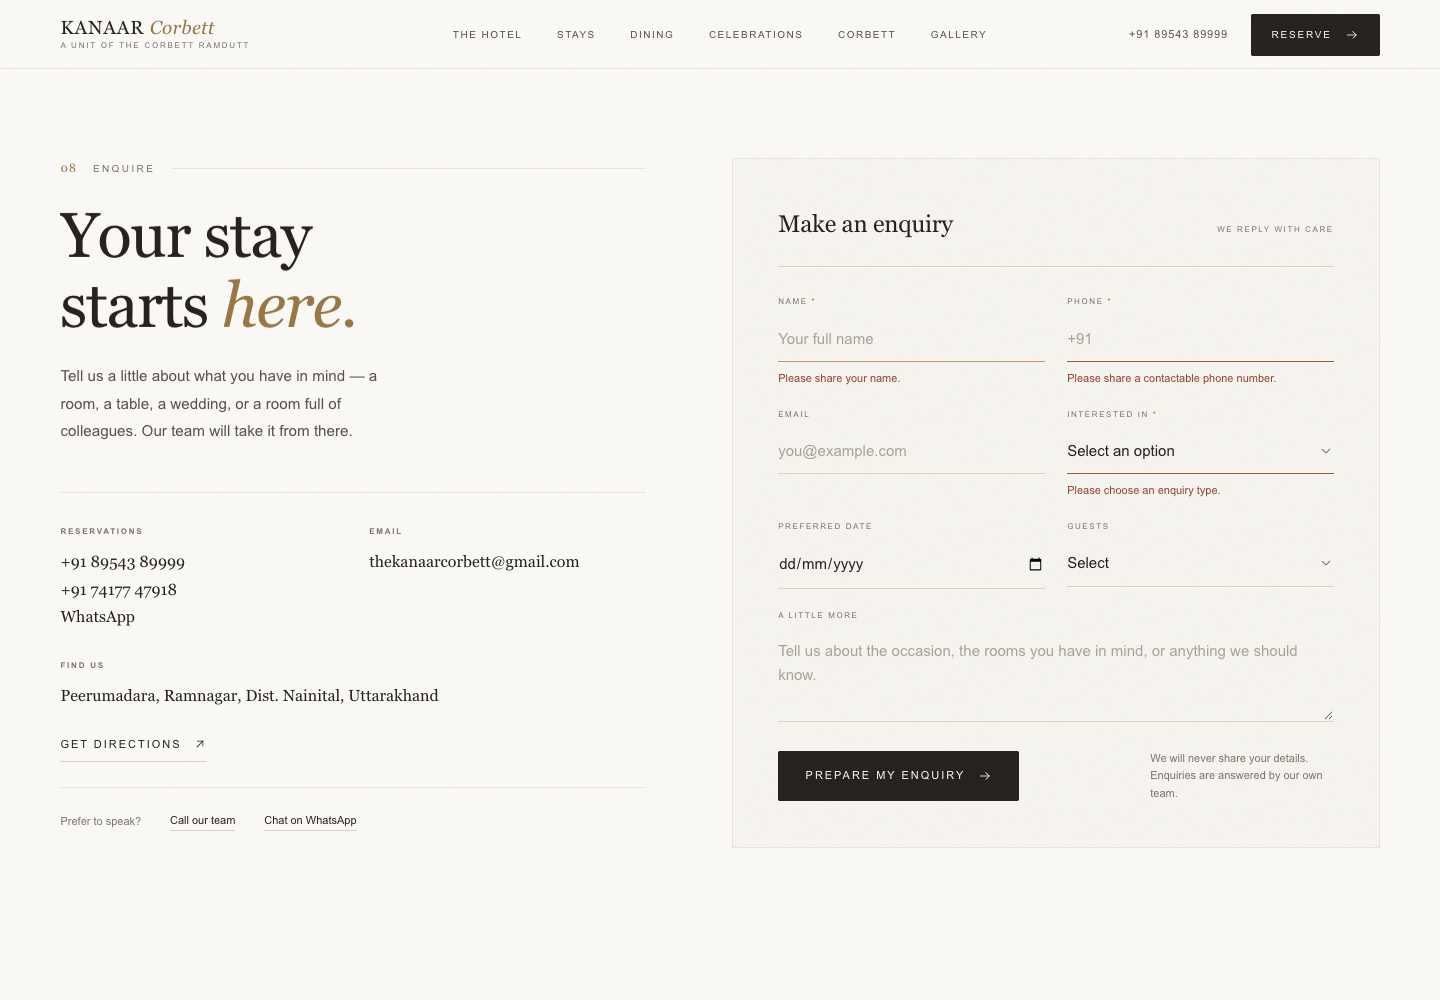 KANAAR Corbett
A UNIT OF THE CORBETT RAMDUTT
THE HOTEL
STAYS
DINING
CELEBRATIONS
CORBETT
GALLERY
+91 89543 89999
RESERVE →
08 ENQUIRE
Your stay
starts here.
Tell us a little about what you have in mind — a
room, a table, a wedding, or a room full of
colleagues. Our team will take it from there.
RESERVATIONS
+91 89543 89999
+91 74177 47918
WhatsApp
EMAIL
thekanaarcorbett@gmail.com
FIND US
Peerumadara, Ramnagar, Dist. Nainital, Uttarakhand
GET DIRECTIONS ↗
Prefer to speak?
Call our team
Chat on WhatsApp
Make an enquiry
WE REPLY WITH CARE
NAME *
Your full name
Please share your name.
PHONE *
+91
Please share a contactable phone number.
EMAIL
you@example.com
INTERESTED IN *
Select an option
Please choose an enquiry type.
PREFERRED DATE
dd/mm/yyyy
GUESTS
Select
A LITTLE MORE
Tell us about the occasion, the rooms you have in mind, or anything we should
know.
PREPARE MY ENQUIRY →
We will never share your details.
Enquiries are answered by our own
team.